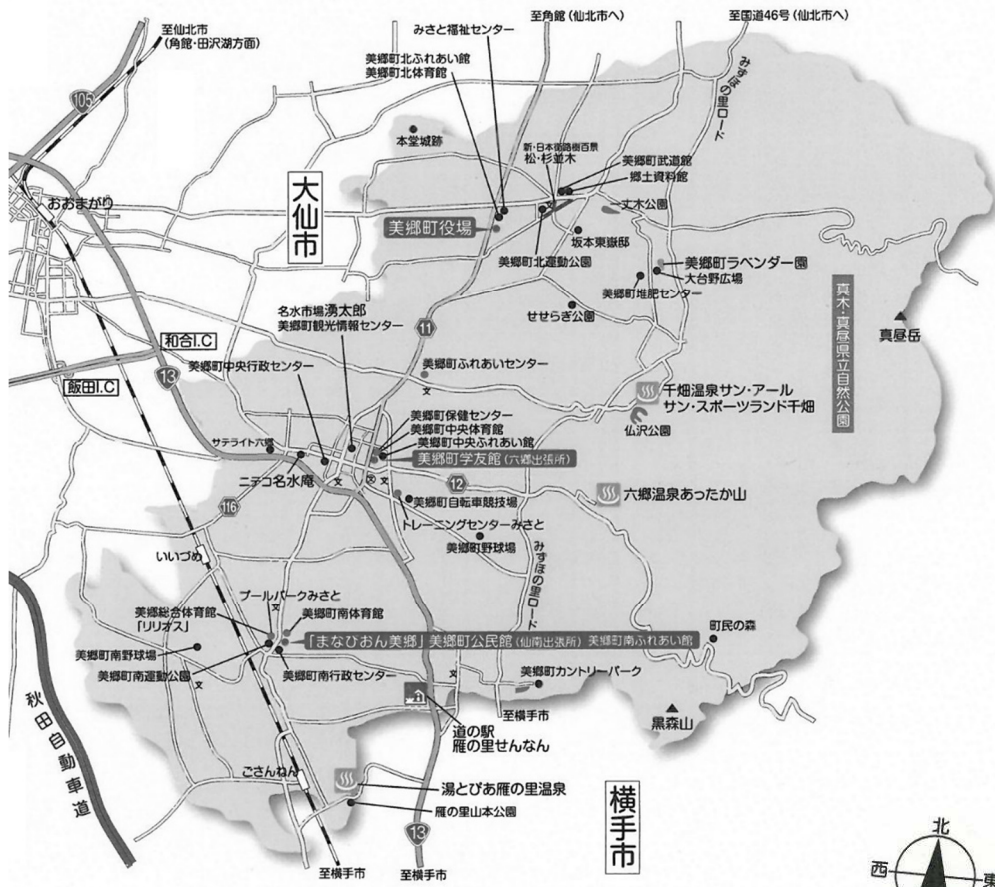 至仙北市
(角館・田沢湖方面)
至角館(仙北市へ)
至国道46号(仙北市へ)
みさと福祉センター
美郷町北ふれあい館
美郷町北体育館
105
みずほの里ロード
本堂城跡
新・日本街路樹百景
松・杉並木
美郷町武道館
郷土資料館
大仙市
おおまがり
丈木公園
美郷町役場
坂本東嶽邸
美郷町北運動公園
美郷町ラベンダー園
大台野広場
美郷町堆肥センター
真木・真昼県立自然公園
名水市場湧太郎
美郷町観光情報センター
せせらぎ公園
11
真昼岳
和合I.C
13
飯田I.C
美郷町中央行政センター
美郷町ふれあいセンター
千畑温泉サン・アール
サン・スポーツランド千畑
仏沢公園
美郷町保健センター
美郷町中央体育館
美郷町中央ふれあい館
サテライト六郷
美郷町学友館(六郷出張所)
ニテコ名水庵
文
文
文
文
12
六郷温泉あったか山
116
美郷町自転車競技場
トレーニングセンターみさと
美郷町野球場
みずほの里ロード
いいづめ
プールパークみさと
文
美郷総合体育館
「リリオス」
美郷町南体育館
「まなびおん美郷」美郷町公民館(仙南出張所) 美郷町南ふれあい館
町民の森
美郷町南野球場
美郷町南運動公園
文
美郷町南行政センター
文
美郷町カントリーパーク
至横手市
黒森山
道の駅
雁の里せんなん
秋田自動車道
ごさんねん
湯とぴあ雁の里温泉
雁の里山本公園
横手市
13
至横手市
至横手市
北
西
東